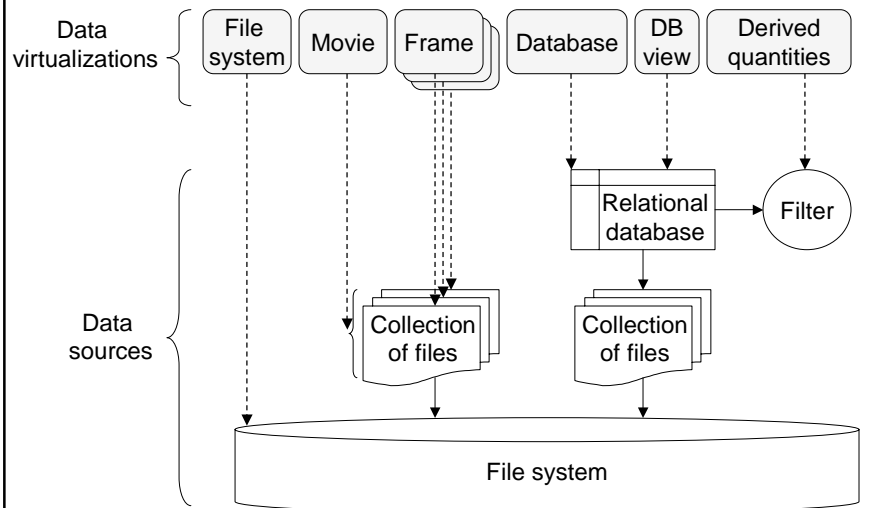 Data
virtualizations
File
system
Movie
Frame
Database
DB
view
Derived
quantities
Data
sources
Relational
database
Filter
Collection
of files
Collection
of files
File system